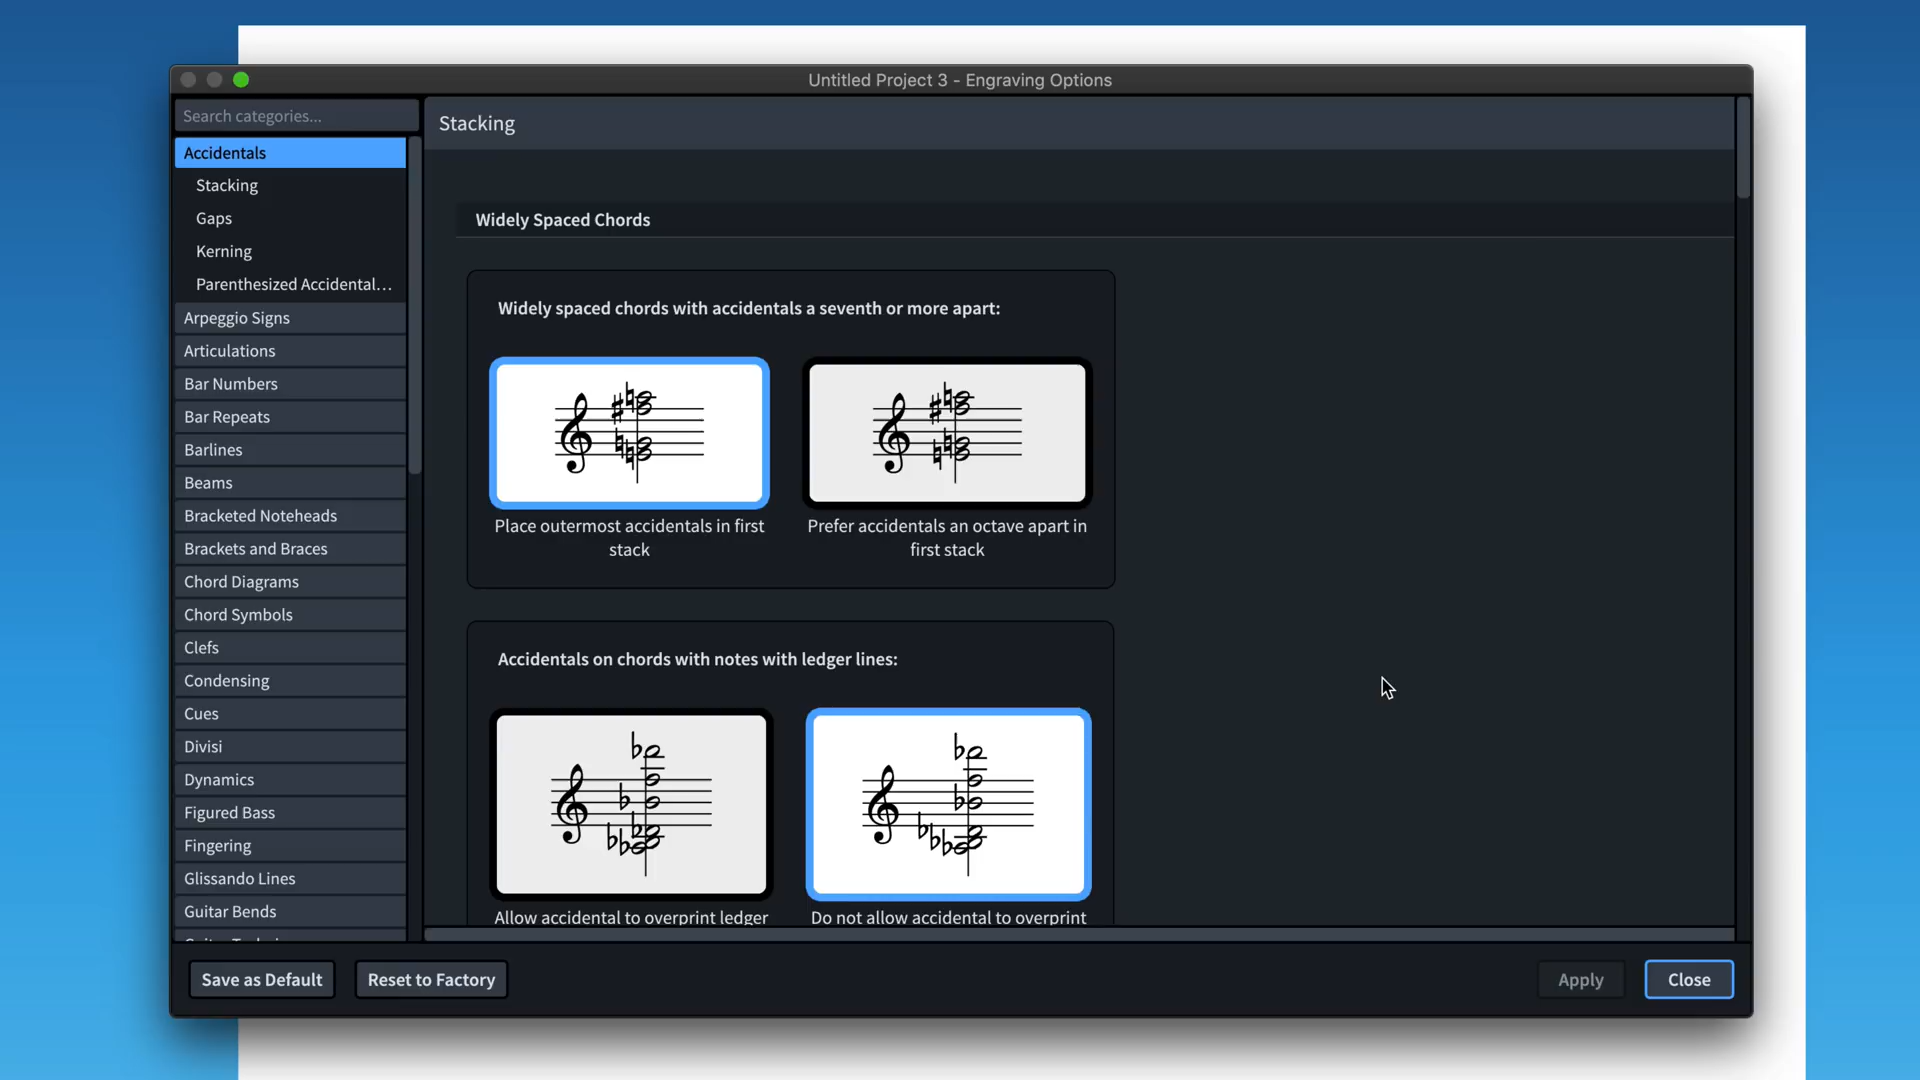 Untitled Project 3 - Engraving Options
Search categories...
Accidentals
Stacking
Gaps
Kerning
Parenthesized Accidental...
Arpeggio Signs
Articulations
Bar Numbers
Bar Repeats
Barlines
Beams
Bracketed Noteheads
Brackets and Braces
Chord Diagrams
Chord Symbols
Clefs
Condensing
Cues
Divisi
Dynamics
Figured Bass
Fingering
Glissando Lines
Guitar Bends
Stacking
Widely Spaced Chords
Widely spaced chords with accidentals a seventh or more apart:
Place outermost accidentals in first
stack
Prefer accidentals an octave apart in
first stack
Accidentals on chords with notes with ledger lines:
Allow accidental to overprint ledger
Do not allow accidental to overprint
Save as Default
Reset to Factory
Apply
Close